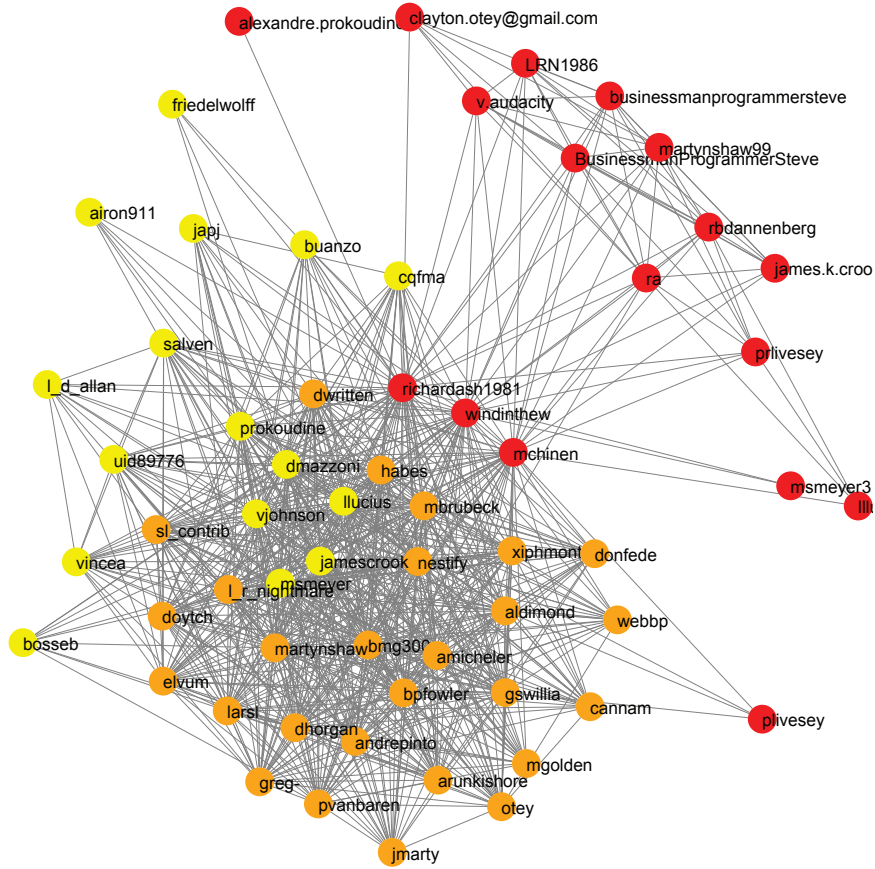 alexandre.prokoudine
clayton.otey@gmail.com
LRN1986
businessmanprogrammersteve
v.audacity
friedelwolff
martynshaw99
BusinessmanProgrammerSteve
airon911
japj
rbdannenberg
buanzo
james.k.croo
cqfma
ra
salven
prlivesey
l_d_allan
richardash1981
dwritten
windinthew
prokoudine
mchinen
uid89776
dmazzoni
habes
msmeyer3
llucius
mbrubeck
lllu
vjohnson
sl_contrib
xiphmont
donfede
vincea
jamescrook
nestify
msmeyer
l_r_nightmare
aldimond
doytch
webbp
bosseb
martynshaw
bmg300
amicheler
elvum
bpfowler
gswillia
cannam
larsl
plivesey
dhorgan
andrepinto
mgolden
greg-
arunkishore
pvanbaren
otey
jmarty